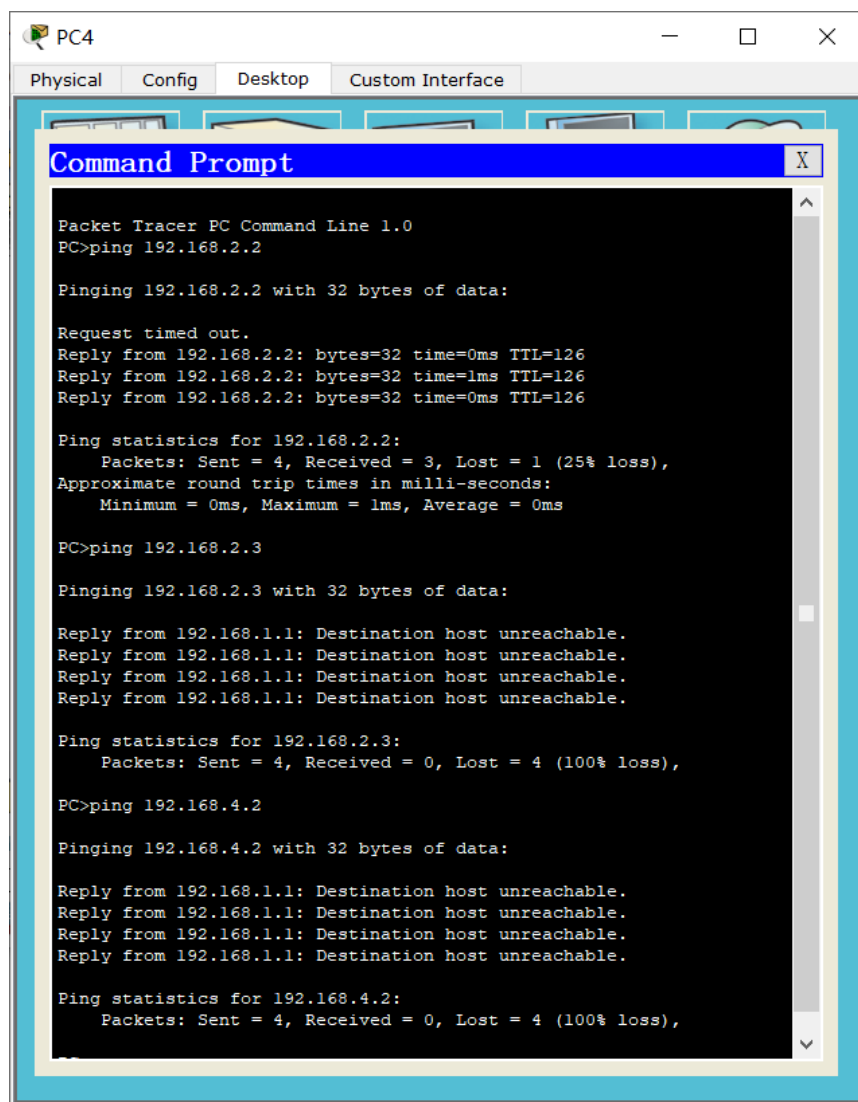 PC4
Physical Config Desktop Custom Interface
Command Prompt
X
Packet Tracer PC Command Line 1.0
PC>ping 192.168.2.2
Pinging 192.168.2.2 with 32 bytes of data:
Request timed out.
Reply from 192.168.2.2: bytes=32 time=0ms TTL=126
Reply from 192.168.2.2: bytes=32 time=1ms TTL=126
Reply from 192.168.2.2: bytes=32 time=0ms TTL=126
Ping statistics for 192.168.2.2:
Packets: Sent = 4, Received = 3, Lost = 1 (25% loss),
Approximate round trip times in milli-seconds:
Minimum = 0ms, Maximum = 1ms, Average = 0ms
PC>ping 192.168.2.3
Pinging 192.168.2.3 with 32 bytes of data:
Reply from 192.168.1.1: Destination host unreachable.
Reply from 192.168.1.1: Destination host unreachable.
Reply from 192.168.1.1: Destination host unreachable.
Reply from 192.168.1.1: Destination host unreachable.
Ping statistics for 192.168.2.3:
Packets: Sent = 4, Received = 0, Lost = 4 (100% loss),
PC>ping 192.168.4.2
Pinging 192.168.4.2 with 32 bytes of data:
Reply from 192.168.1.1: Destination host unreachable.
Reply from 192.168.1.1: Destination host unreachable.
Reply from 192.168.1.1: Destination host unreachable.
Reply from 192.168.1.1: Destination host unreachable.
Ping statistics for 192.168.4.2:
Packets: Sent = 4, Received = 0, Lost = 4 (100% loss),